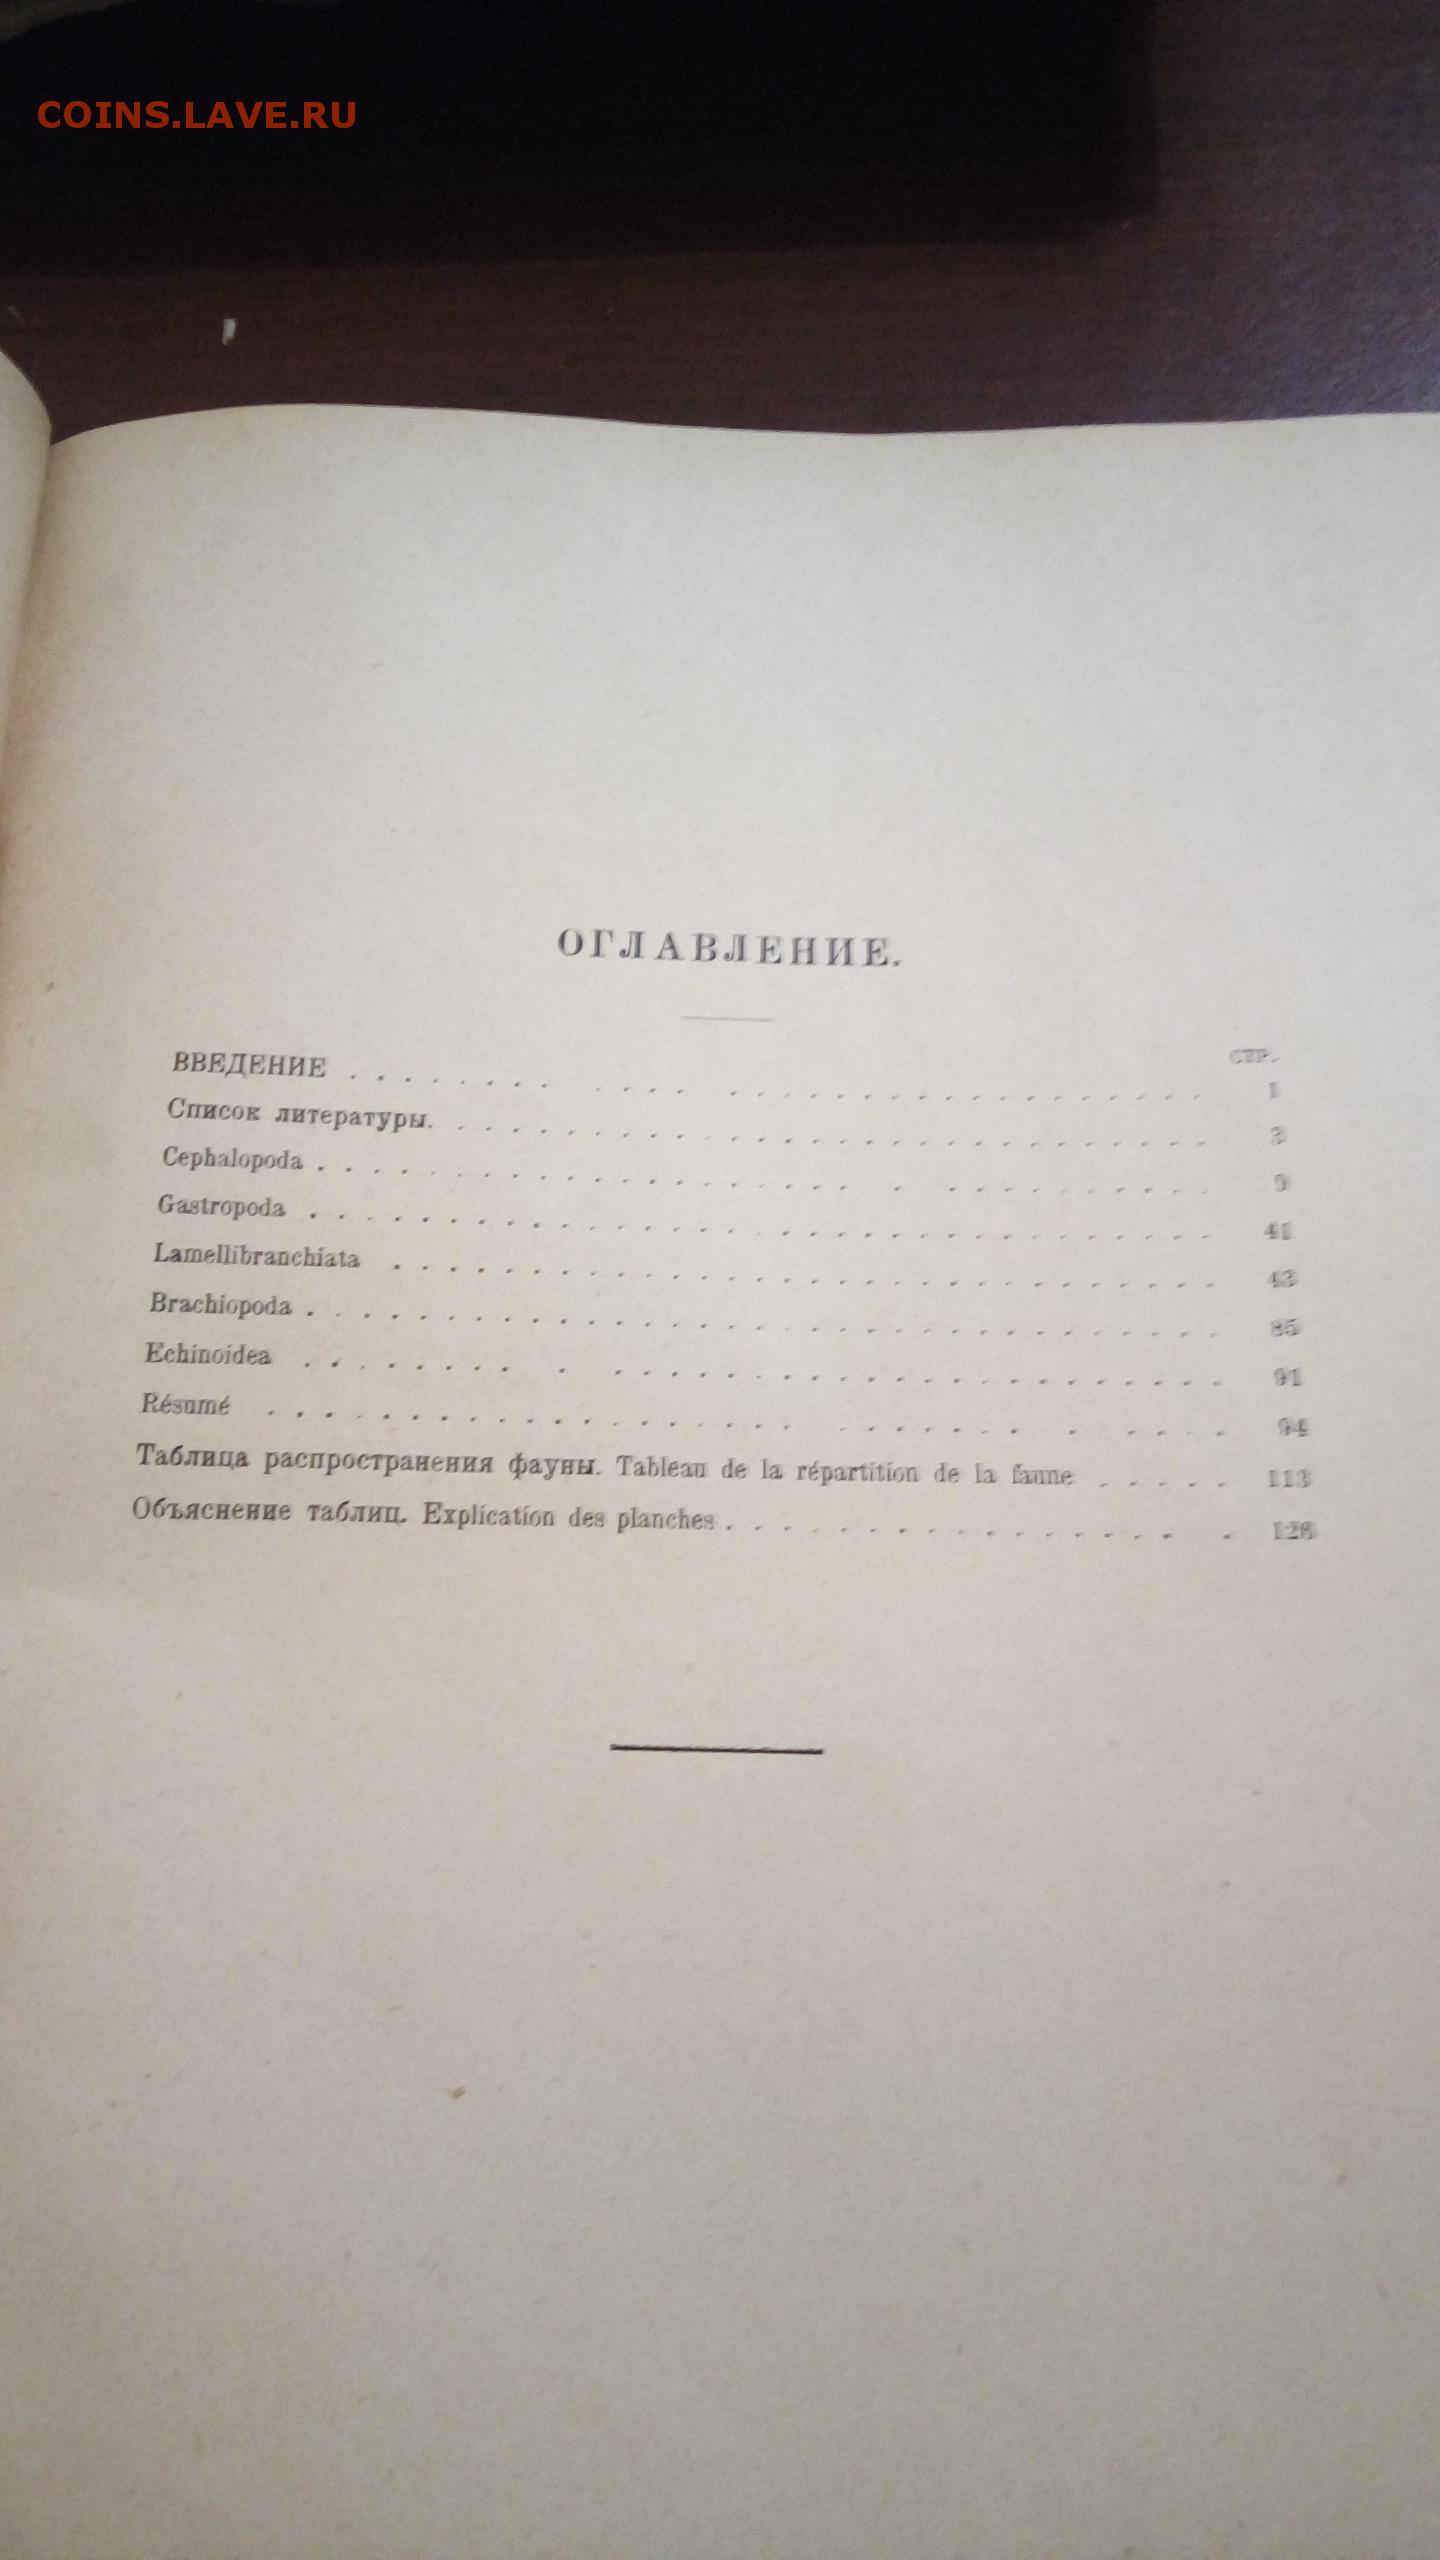 COINS.LAVE.RU
ОГЛАВЛЕНИЕ.
СТР.
ВВЕДЕНИЕ . . . . . . . . . . . . . . . . . . . . 1
Список литературы. . . . . . . . . . . . . . . . . . . . 3
Cephalopoda . . . . . . . . . . . . . . . . . . . . 9
Gastropoda . . . . . . . . . . . . . . . . . . . . 41
Lamellibranchiata . . . . . . . . . . . . . . . . . . . . 43
Brachiopoda . . . . . . . . . . . . . . . . . . . . 85
Echinoidea . . . . . . . . . . . . . . . . . . . . 91
Résumé . . . . . . . . . . . . . . . . . . . . 94
Таблица распространения фауны. Tableau de la répartition de la faune . . . . . 113
Объяснение таблиц. Explication des planches . . . . . . . . . . . . . . . . . .